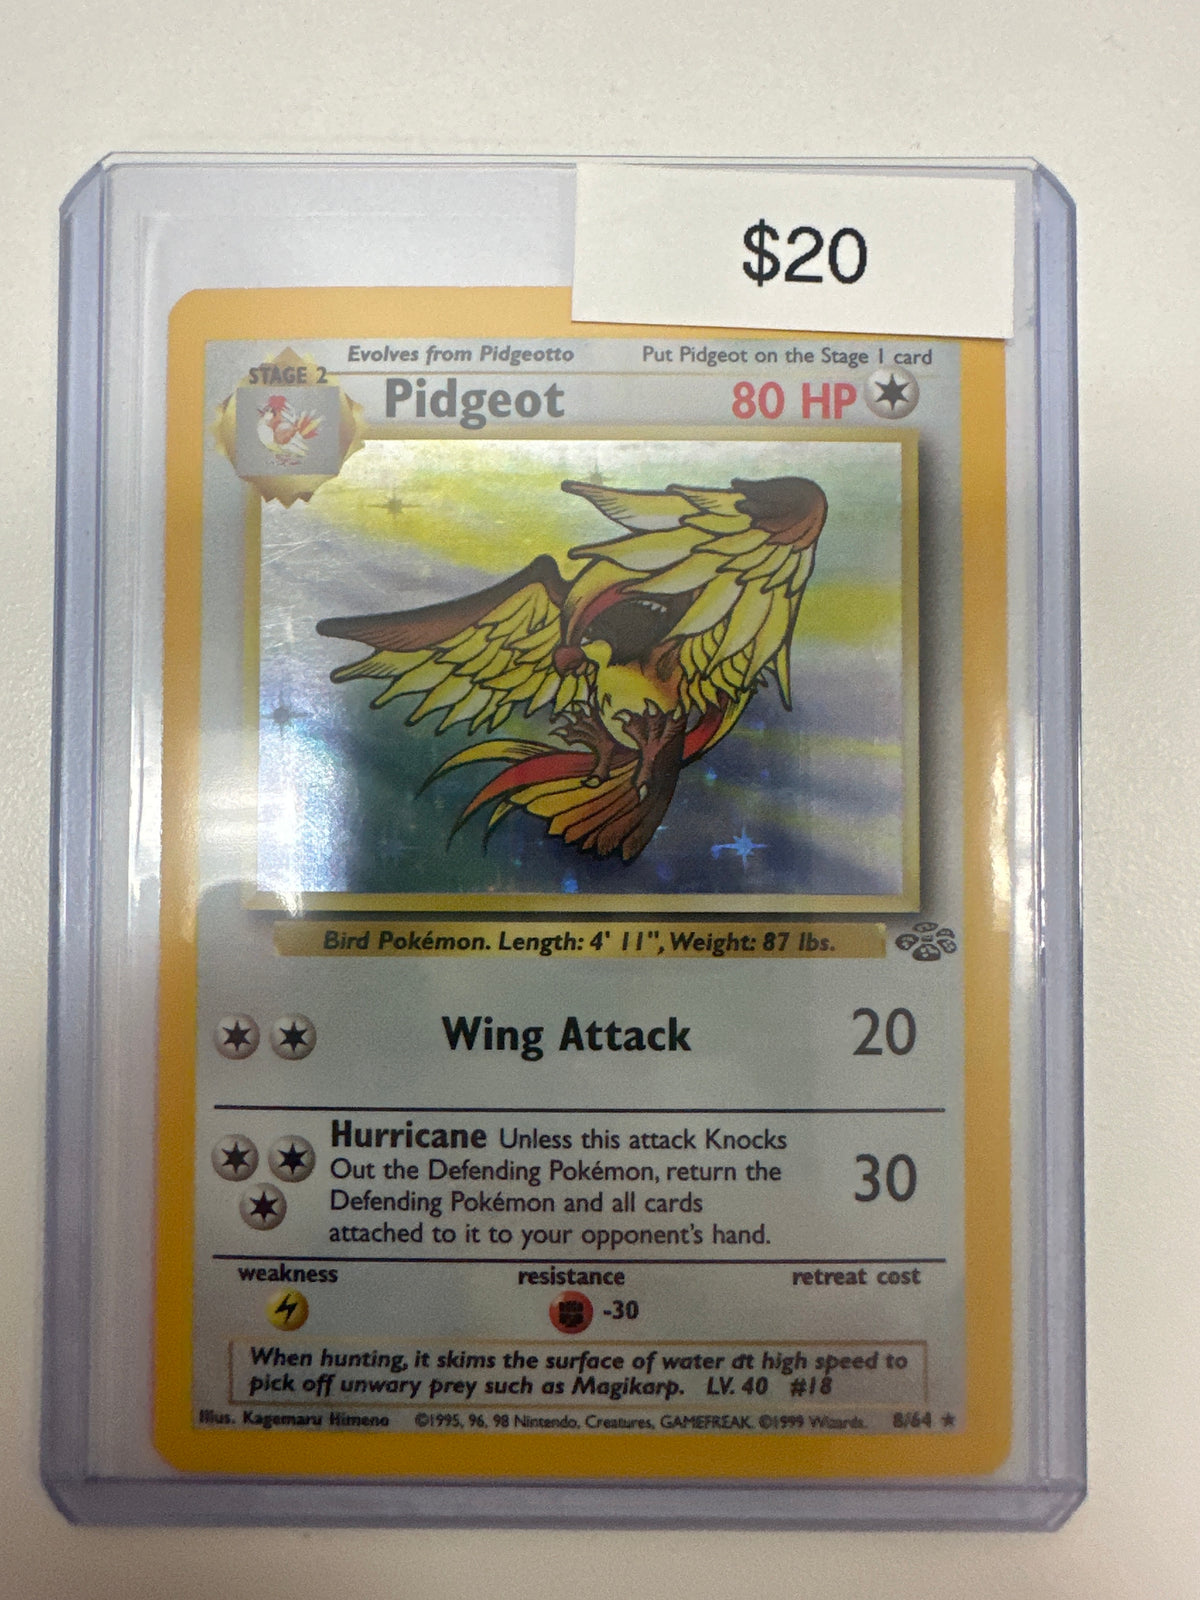 $20
Evolves from Pidgeotto Put Pidgeot on the Stage 1 card
STAGE 2
Pidgeot 80 HP
Bird Pokémon. Length: 4' 11", Weight: 87 lbs.
Wing Attack 20
Hurricane Unless this attack Knocks
Out the Defending Pokémon, return the
Defending Pokémon and all cards
attached to it to your opponent's hand.
30
weakness resistance retreat cost
-30
When hunting, it skims the surface of water at high speed to
pick off unwary prey such as Magikarp. LV. 40 #18
Illus. Kagemaru Himeno ©1995, 96, 98 Nintendo, Creatures, GAMEFREAK. ©1999 Wizards. 8/64 ★